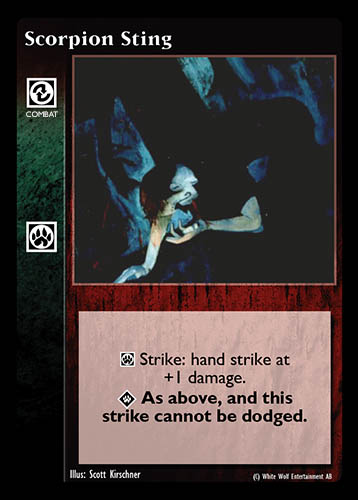 Scorpion Sting
COMBAT
Strike: hand strike at
+1 damage.
As above, and this
strike cannot be dodged.
Illus: Scott Kirschner
(C) White Wolf Entertainment AB